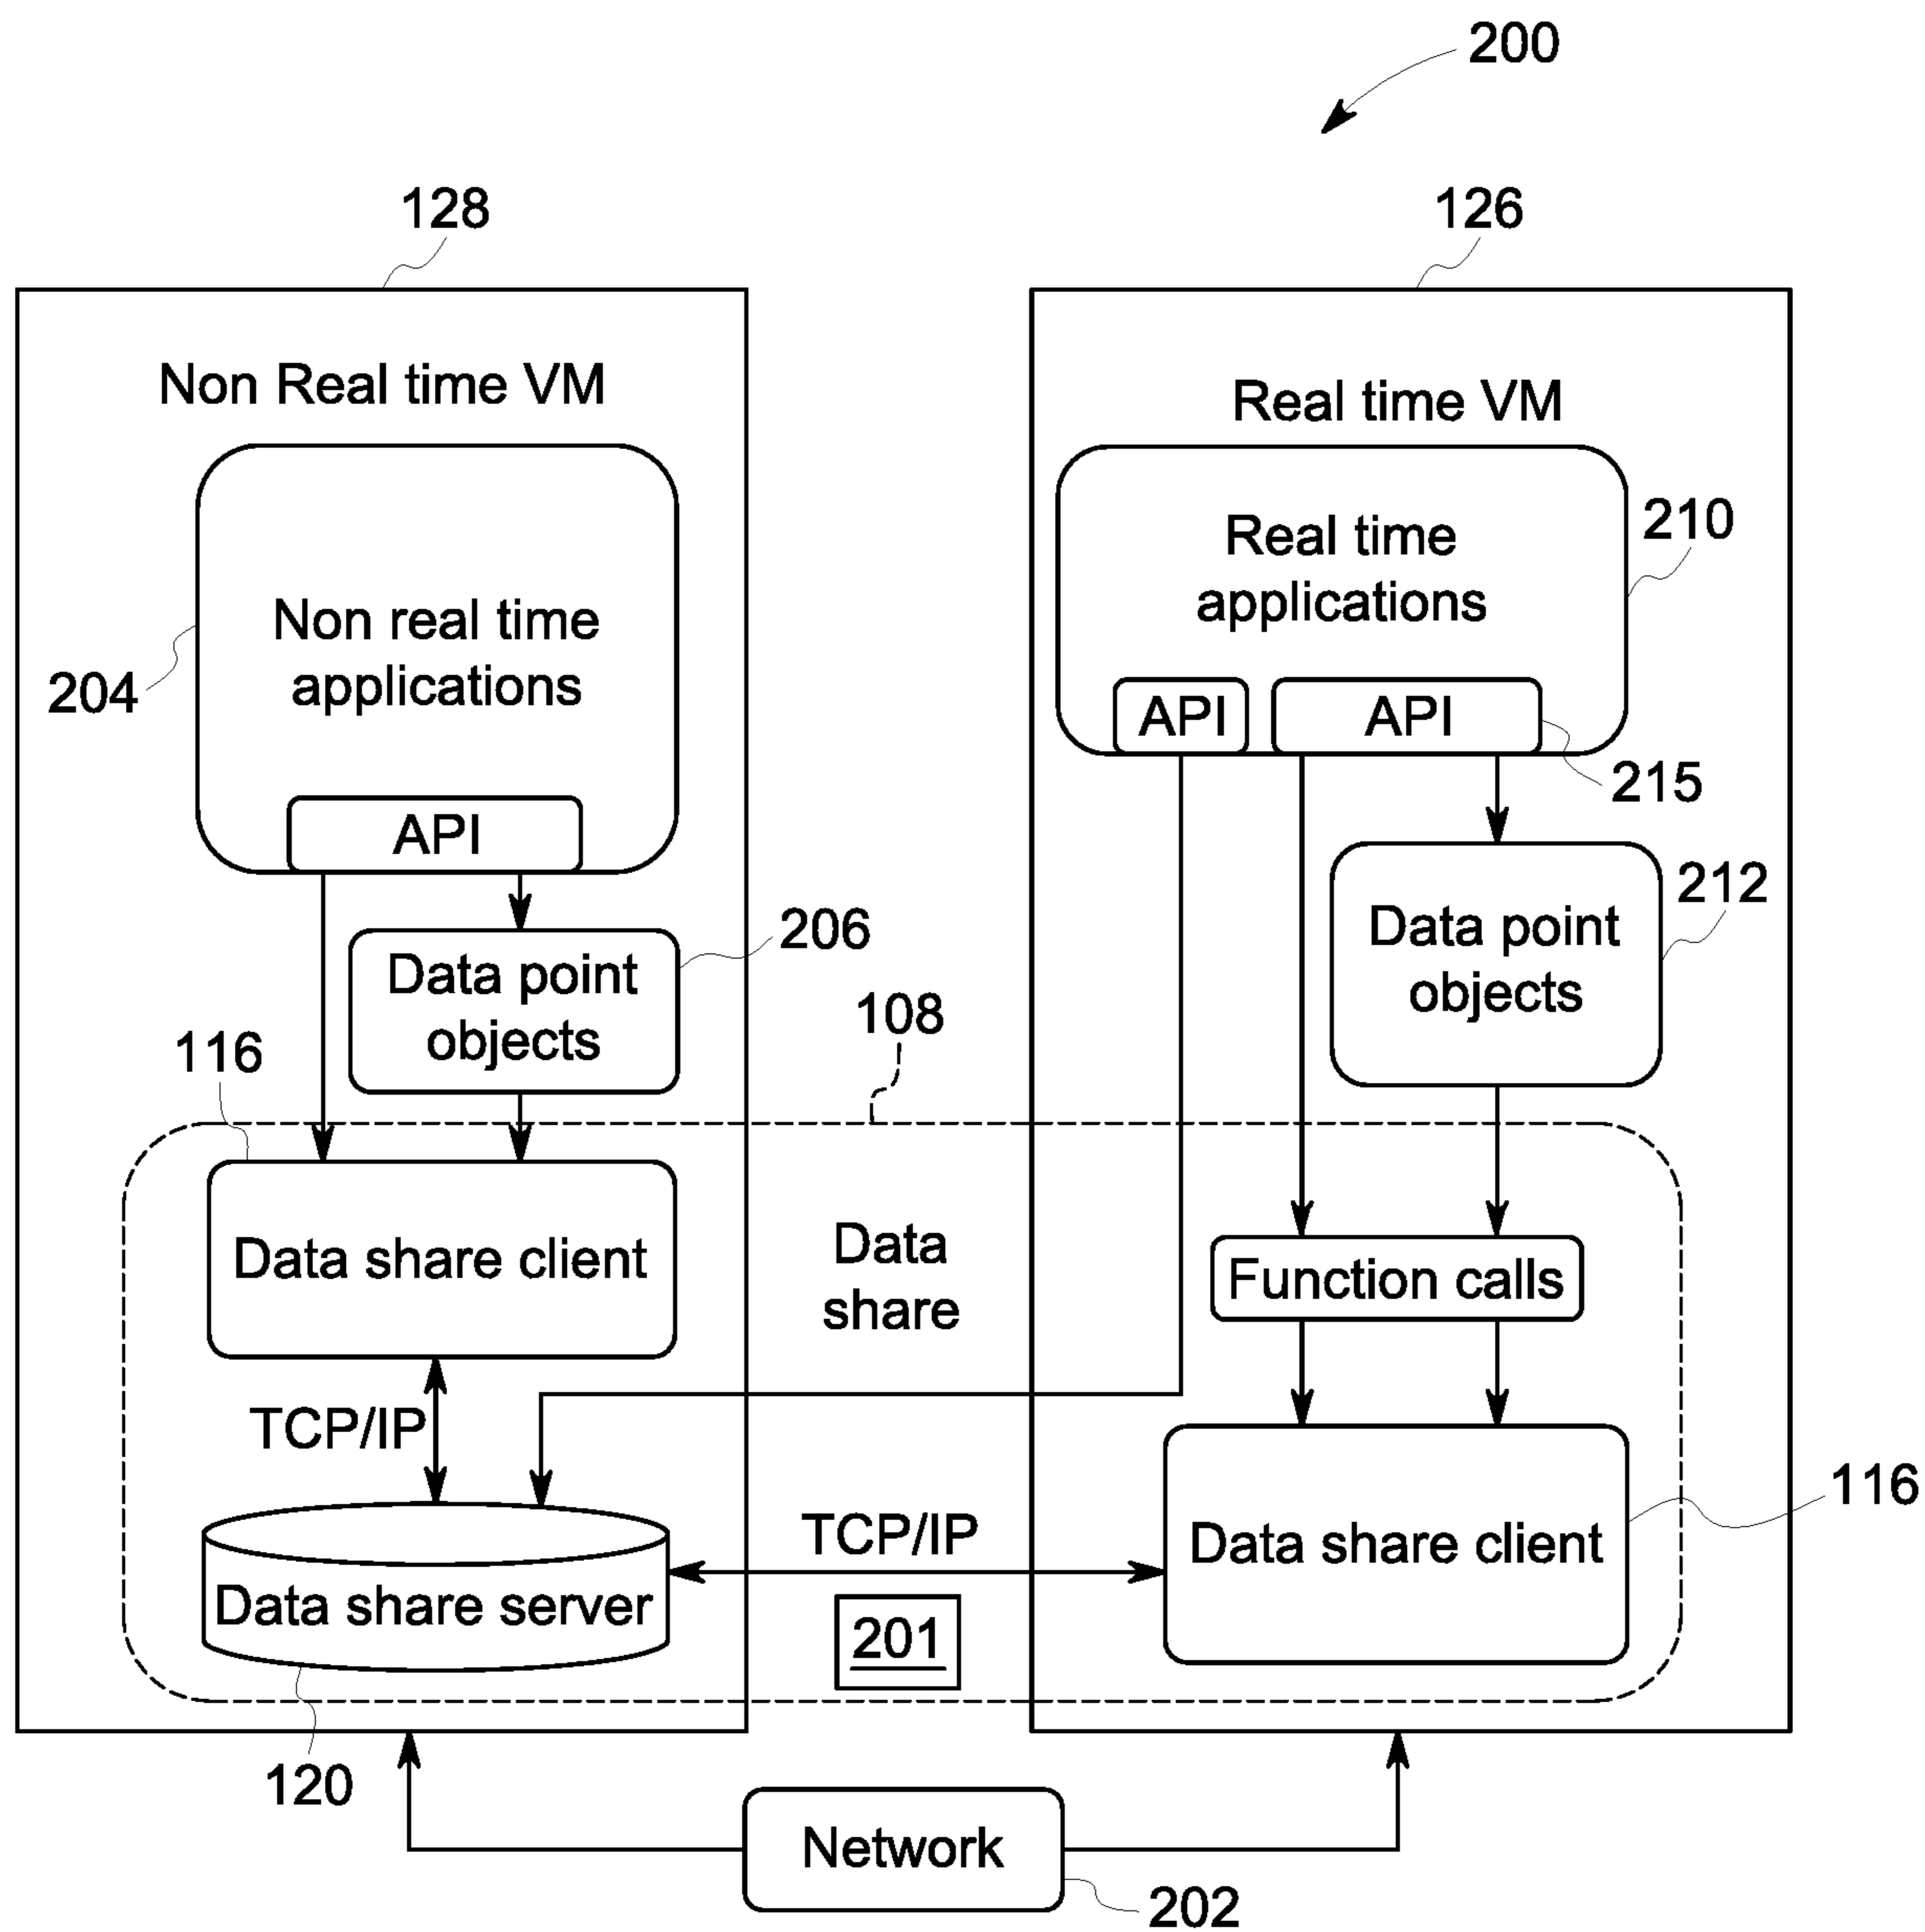 200
128
126
Non Real time VM
Real time VM
Non real time
applications
204
API
Real time
applications
210
API
API
215
Data point
objects
206
Data point
objects
212
108
116
Data share client
Data
share
Function calls
TCP/IP
Data share server
120
TCP/IP
201
Data share client
116
Network
202